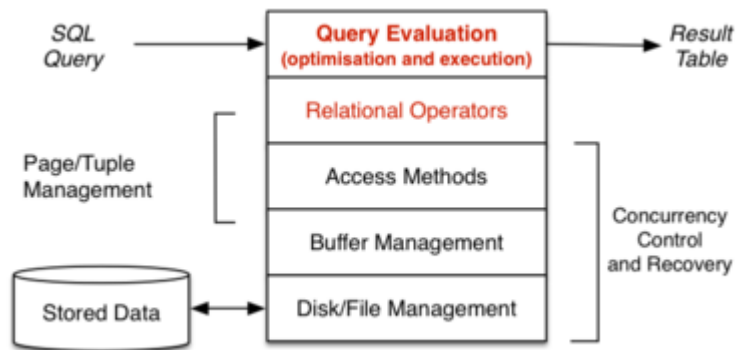 SQL
Query
Query Evaluation
(optimisation and execution)
Result
Table
Relational Operators
Page/Tuple
Management
Access Methods
Buffer Management
Concurrency
Control
and Recovery
Stored Data
Disk/File Management